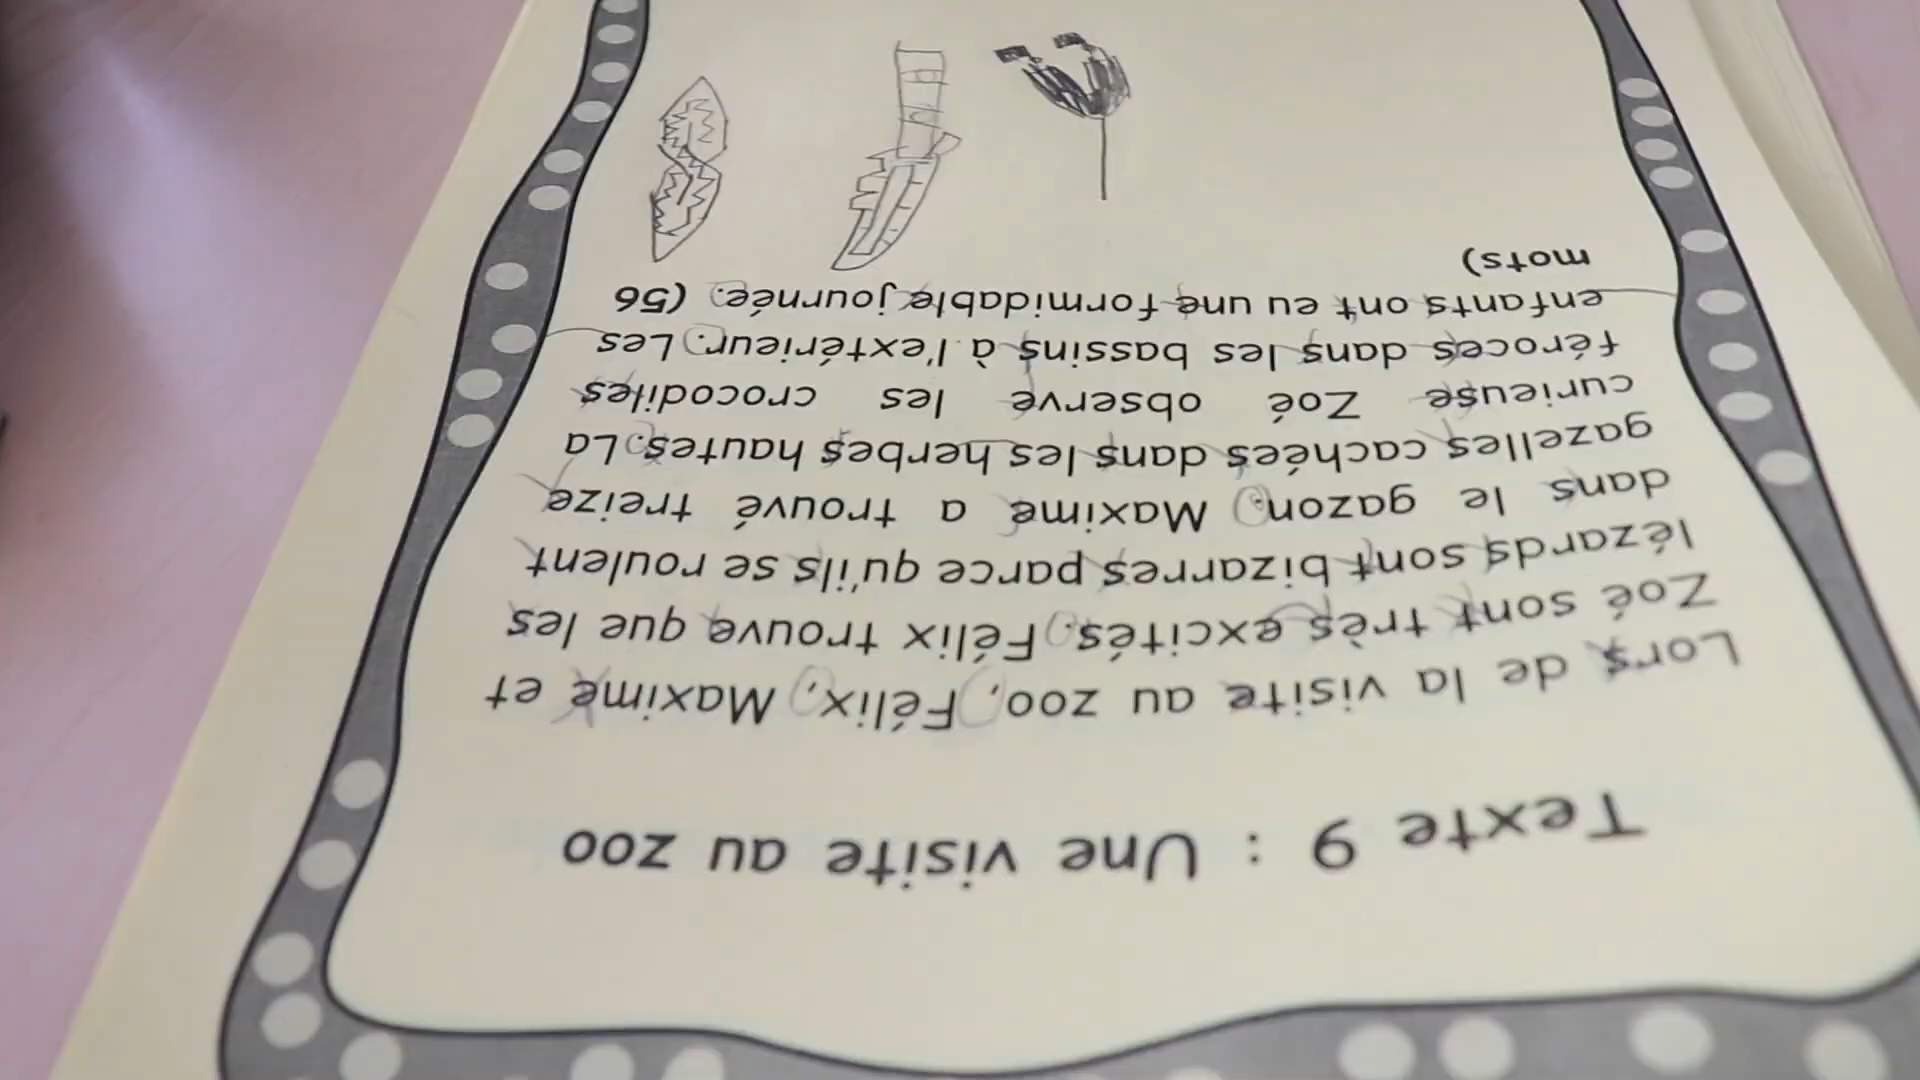 Texte 9 : Une visite au zoo
Lors de la visite au zoo, Félix, Maxime et
Zoé sont très excités. Félix trouve que les
lézards sont bizarres parce qu'ils se roulent
dans le gazon. Maxime a trouvé treize
gazelles cachées dans les herbes hautes. La
curieuse Zoé observe les crocodiles
féroces dans les bassins à l'extérieur. Les
enfants ont eu une formidable journée. (56
mots)